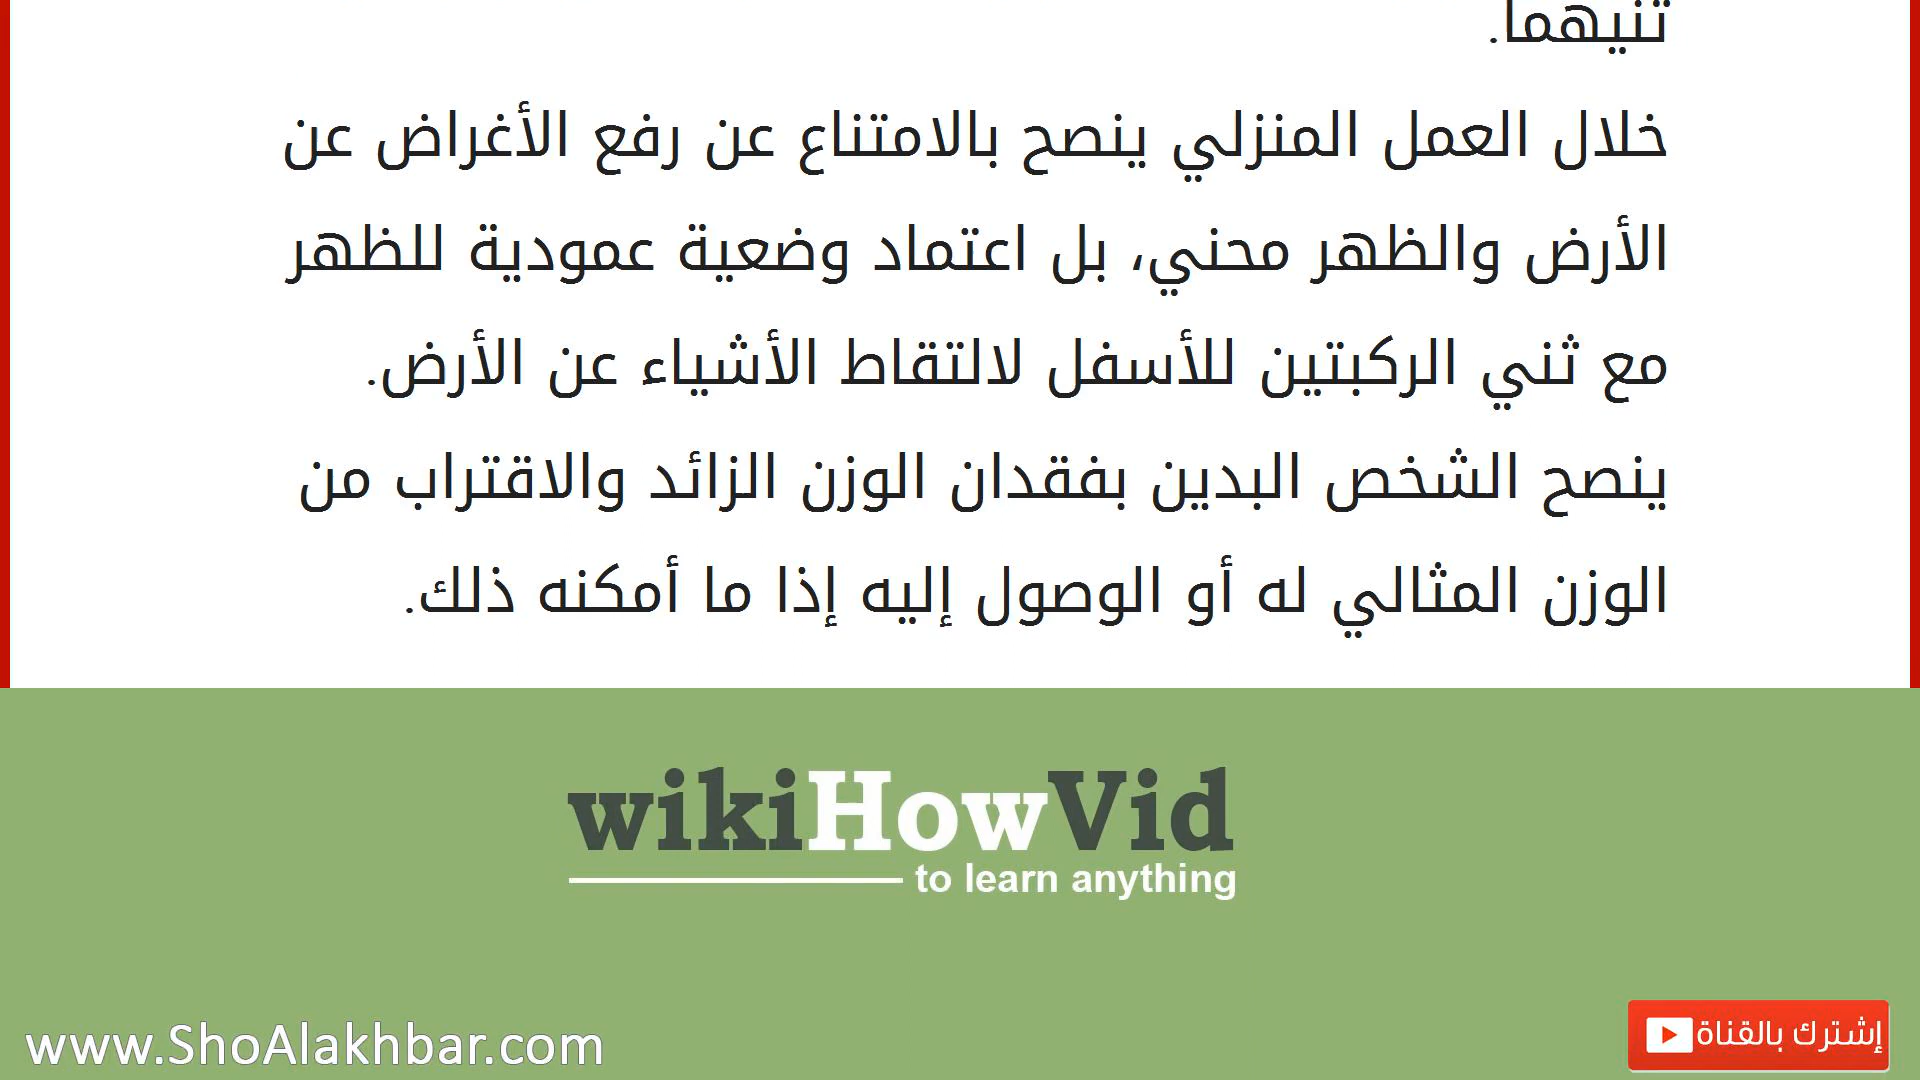 تنيهما.
خلال العمل المنزلي ينصح بالامتناع عن رفع الأغراض عن
الأرض والظهر محني، بل اعتماد وضعية عمودية للظهر
مع ثني الركبتين للأسفل لالتقاط الأشياء عن الأرض.
ينصح الشخص البدين بفقدان الوزن الزائد والاقتراب من
الوزن المثالي له أو الوصول إليه إذا ما أمكنه ذلك.
wikiHowVid
to learn anything
www.ShoAlakhbar.com
إشترك بالقناة